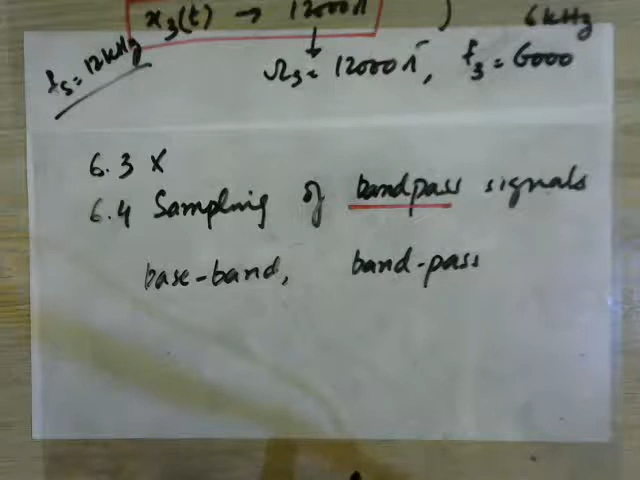 x₃(t) → 12000π ) 6kHz
fs = 12kHz
Ω₃ = 12000π, f₃ = 6000
6.3 X
6.4 Sampling of bandpass signals
base-band, band-pass